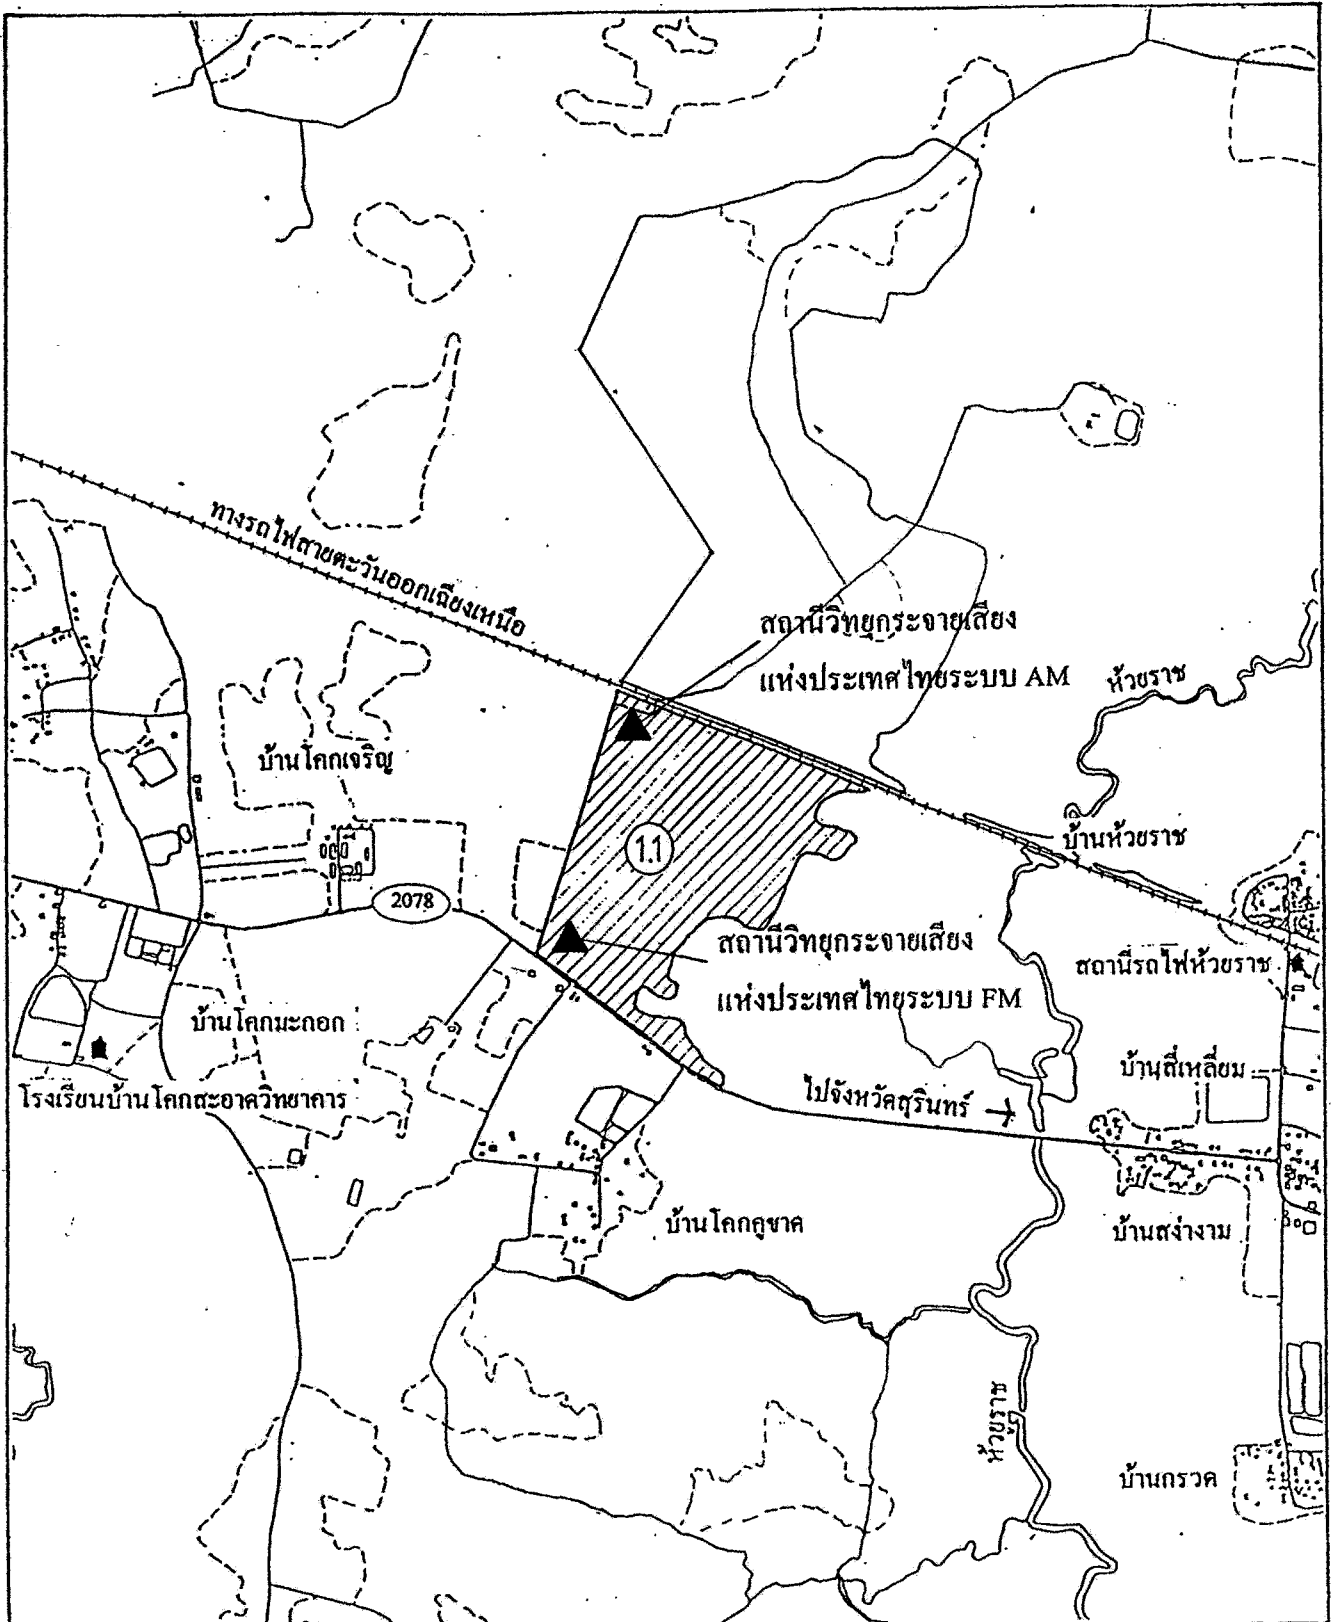 ทางรถไฟสายตะวันออกเฉียงเหนือ
สถานีวิทยุกระจายเสียง
แห่งประเทศไทยระบบ AM
ห้วยราช
บ้านโคกเจริญ
1.1
บ้านห้วยราช
2078
สถานีวิทยุกระจายเสียง
แห่งประเทศไทยระบบ FM
สถานีรถไฟห้วยราช
บ้านโคกมะกอก
บ้านสี่เหลี่ยม
โรงเรียนบ้านโคกสะอาดวิทยาคาร
ไปจังหวัดสุรินทร์
บ้านโคกคูขาด
บ้านสง่างาม
ห้วยราช
บ้านกรวด